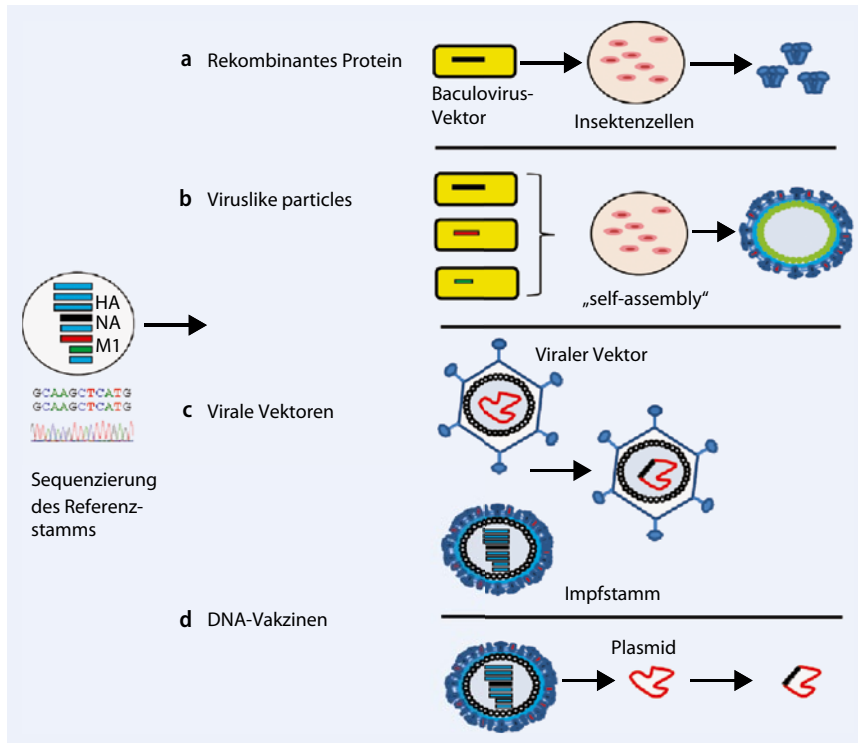 a Rekombinantes Protein
Baculovirus-
Vektor
Insektenzellen
b Viruslike particles
„self-assembly“
HA
NA
M1
GCAAGCTCATG
GCAAGCTCATG
Sequenzierung
des Referenz-
stamms
c Virale Vektoren
Viraler Vektor
Impfstamm
d DNA-Vakzinen
Plasmid